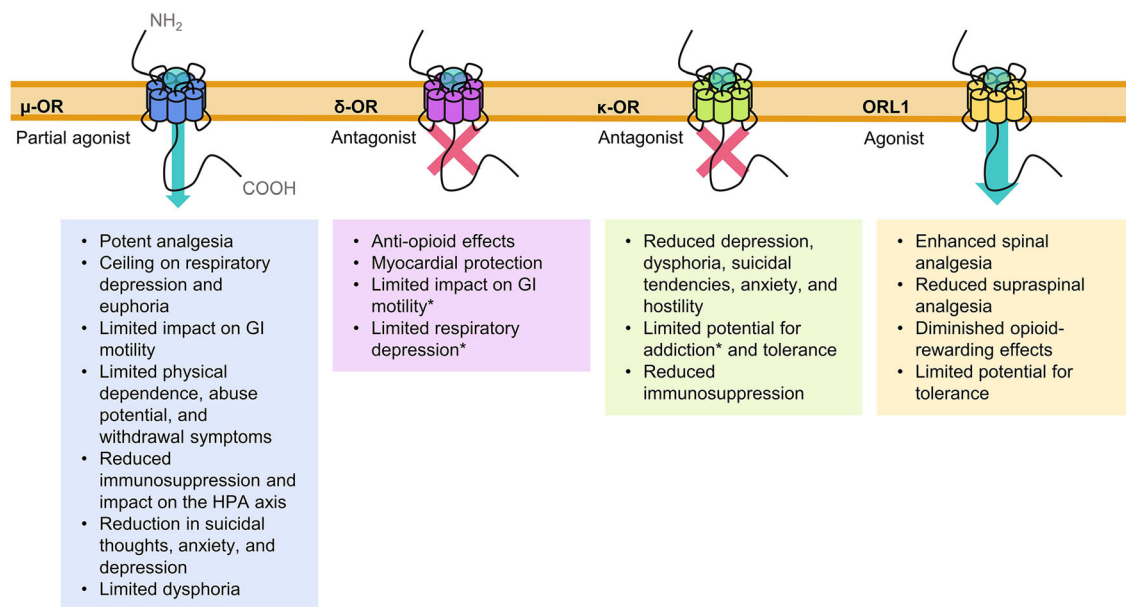 NH₂
μ-OR
Partial agonist
COOH
• Potent analgesia
• Ceiling on respiratory
depression and
euphoria
• Limited impact on GI
motility
• Limited physical
dependence, abuse
potential, and
withdrawal symptoms
• Reduced
immunosuppression and
impact on the HPA axis
• Reduction in suicidal
thoughts, anxiety, and
depression
• Limited dysphoria
δ-OR
Antagonist
• Anti-opioid effects
• Myocardial protection
• Limited impact on GI
motility*
• Limited respiratory
depression*
κ-OR
Antagonist
• Reduced depression,
dysphoria, suicidal
tendencies, anxiety, and
hostility
• Limited potential for
addiction* and tolerance
• Reduced
immunosuppression
ORL1
Agonist
• Enhanced spinal
analgesia
• Reduced supraspinal
analgesia
• Diminished opioid-
rewarding effects
• Limited potential for
tolerance